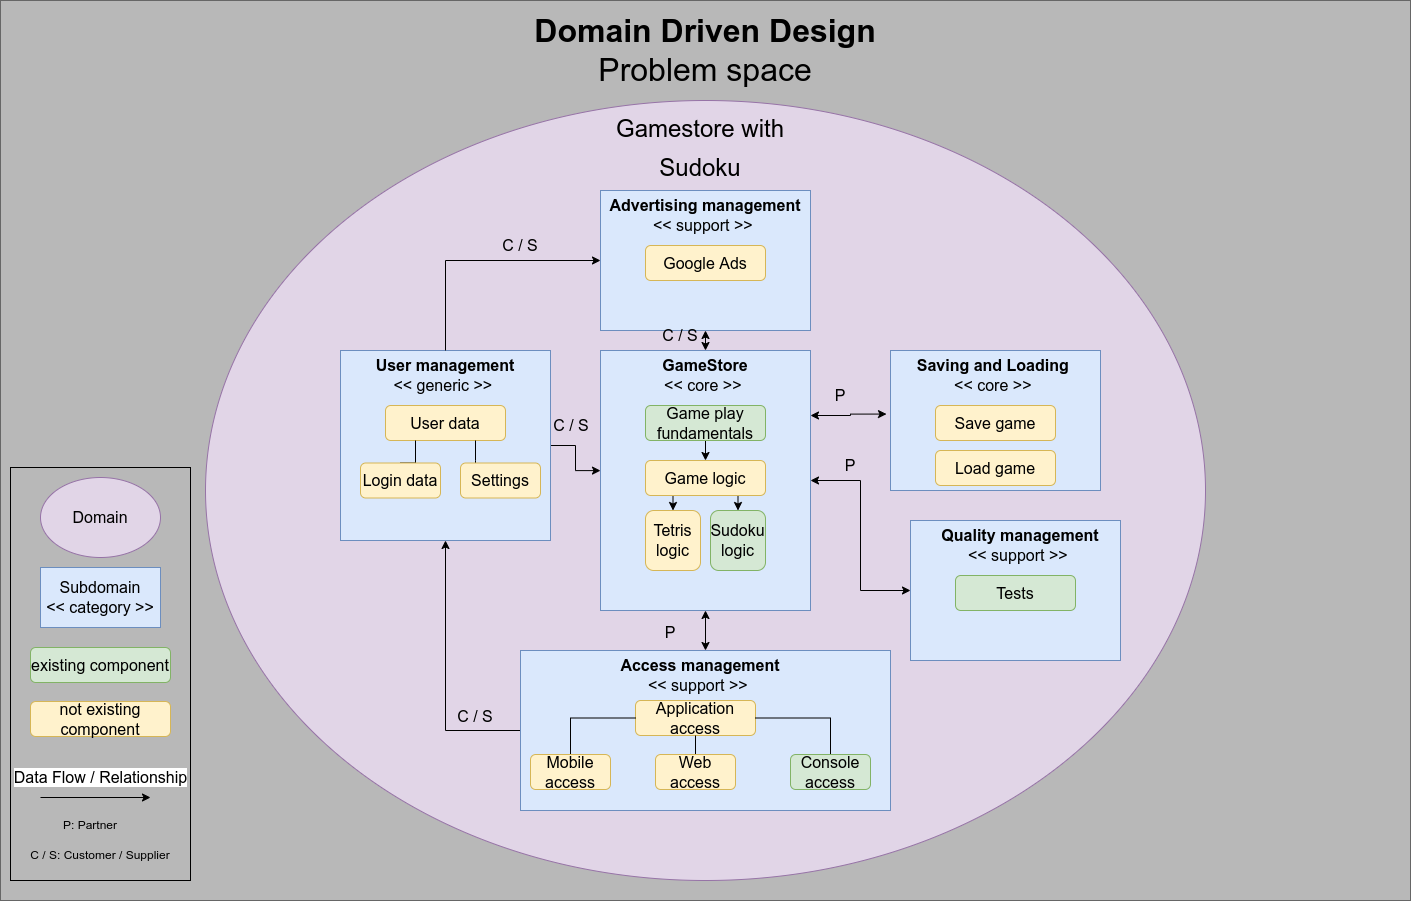 Domain Driven Design
Problem space
Gamestore with
Sudoku
Advertising management
<< support >>
Google Ads
C / S
C / S
User management
<< generic >>
User data
Login data
Settings
C / S
GameStore
<< core >>
Game play
fundamentals
Game logic
Tetris
logic
Sudoku
logic
P
Saving and Loading
<< core >>
Save game
Load game
P
Quality management
<< support >>
Tests
P
Access management
<< support >>
Application
access
Mobile
access
Web
access
Console
access
C / S
Domain
Subdomain
<< category >>
existing component
not existing
component
Data Flow / Relationship
P: Partner
C / S: Customer / Supplier